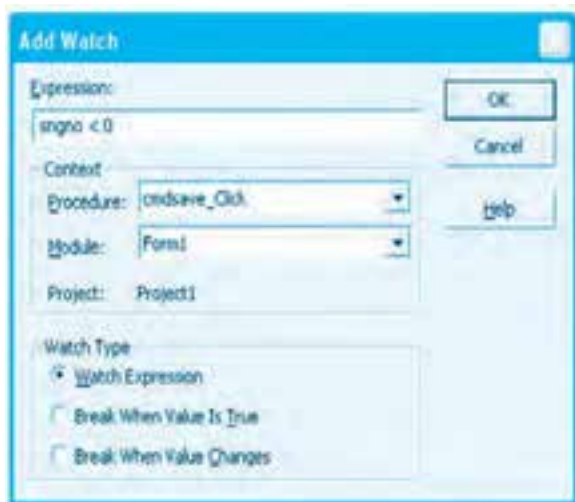 Add Watch
Expression:
sngno < 0
OK
Cancel
Help
Context
Procedure: cmdsave_Click
Module: Form1
Project: Project1
Watch Type
Watch Expression
Break When Value Is True
Break When Value Changes